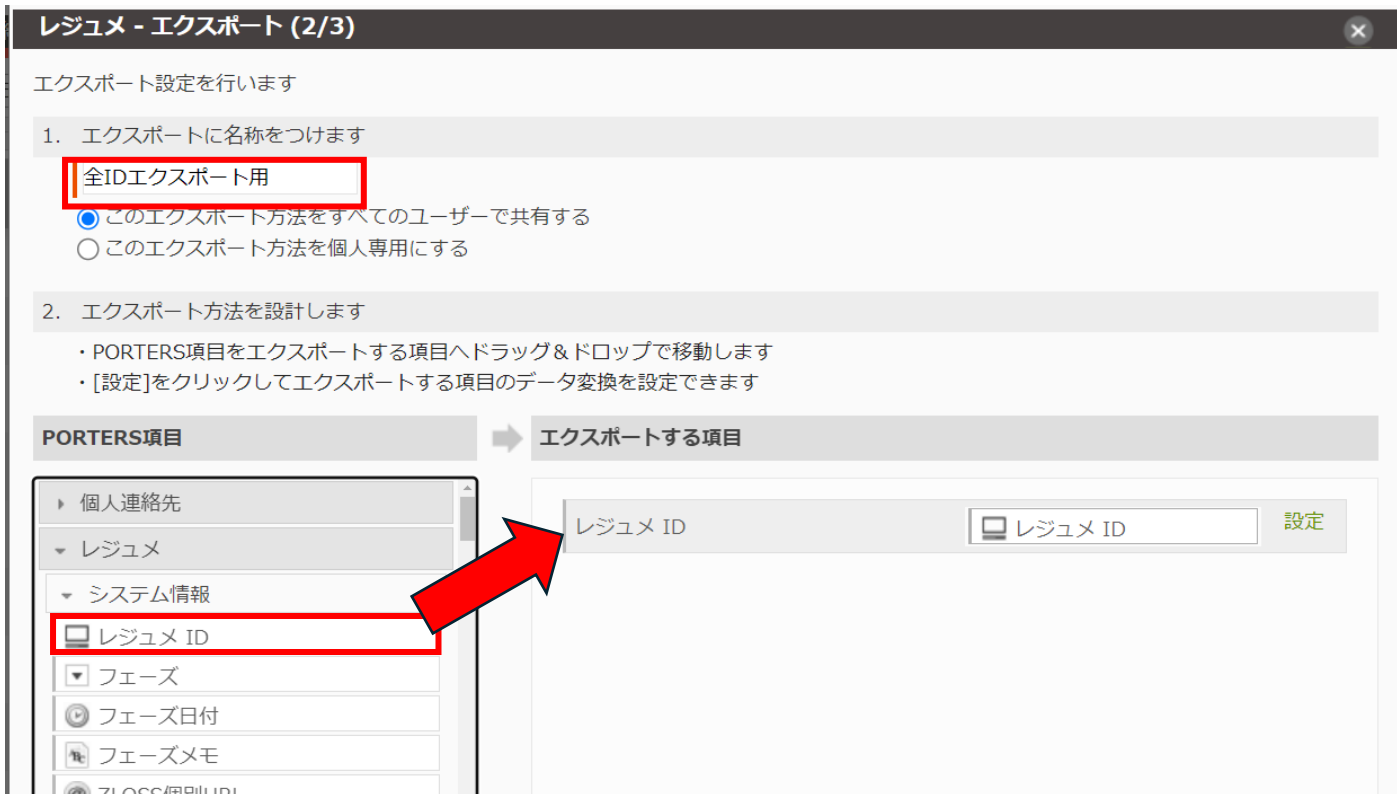 レジュメ - エクスポート (2/3)
エクスポート設定を行います
1. エクスポートに名称をつけます
全IDエクスポート用
このエクスポート方法をすべてのユーザーで共有する
このエクスポート方法を個人専用にする
2. エクスポート方法を設計します
・PORTERS項目をエクスポートする項目へドラッグ&ドロップで移動します
・[設定]をクリックしてエクスポートする項目のデータ変換を設定できます
PORTERS項目
エクスポートする項目
個人連絡先
レジュメ
システム情報
レジュメ ID
フェーズ
フェーズ日付
フェーズメモ
レジュメ ID
レジュメ ID
設定